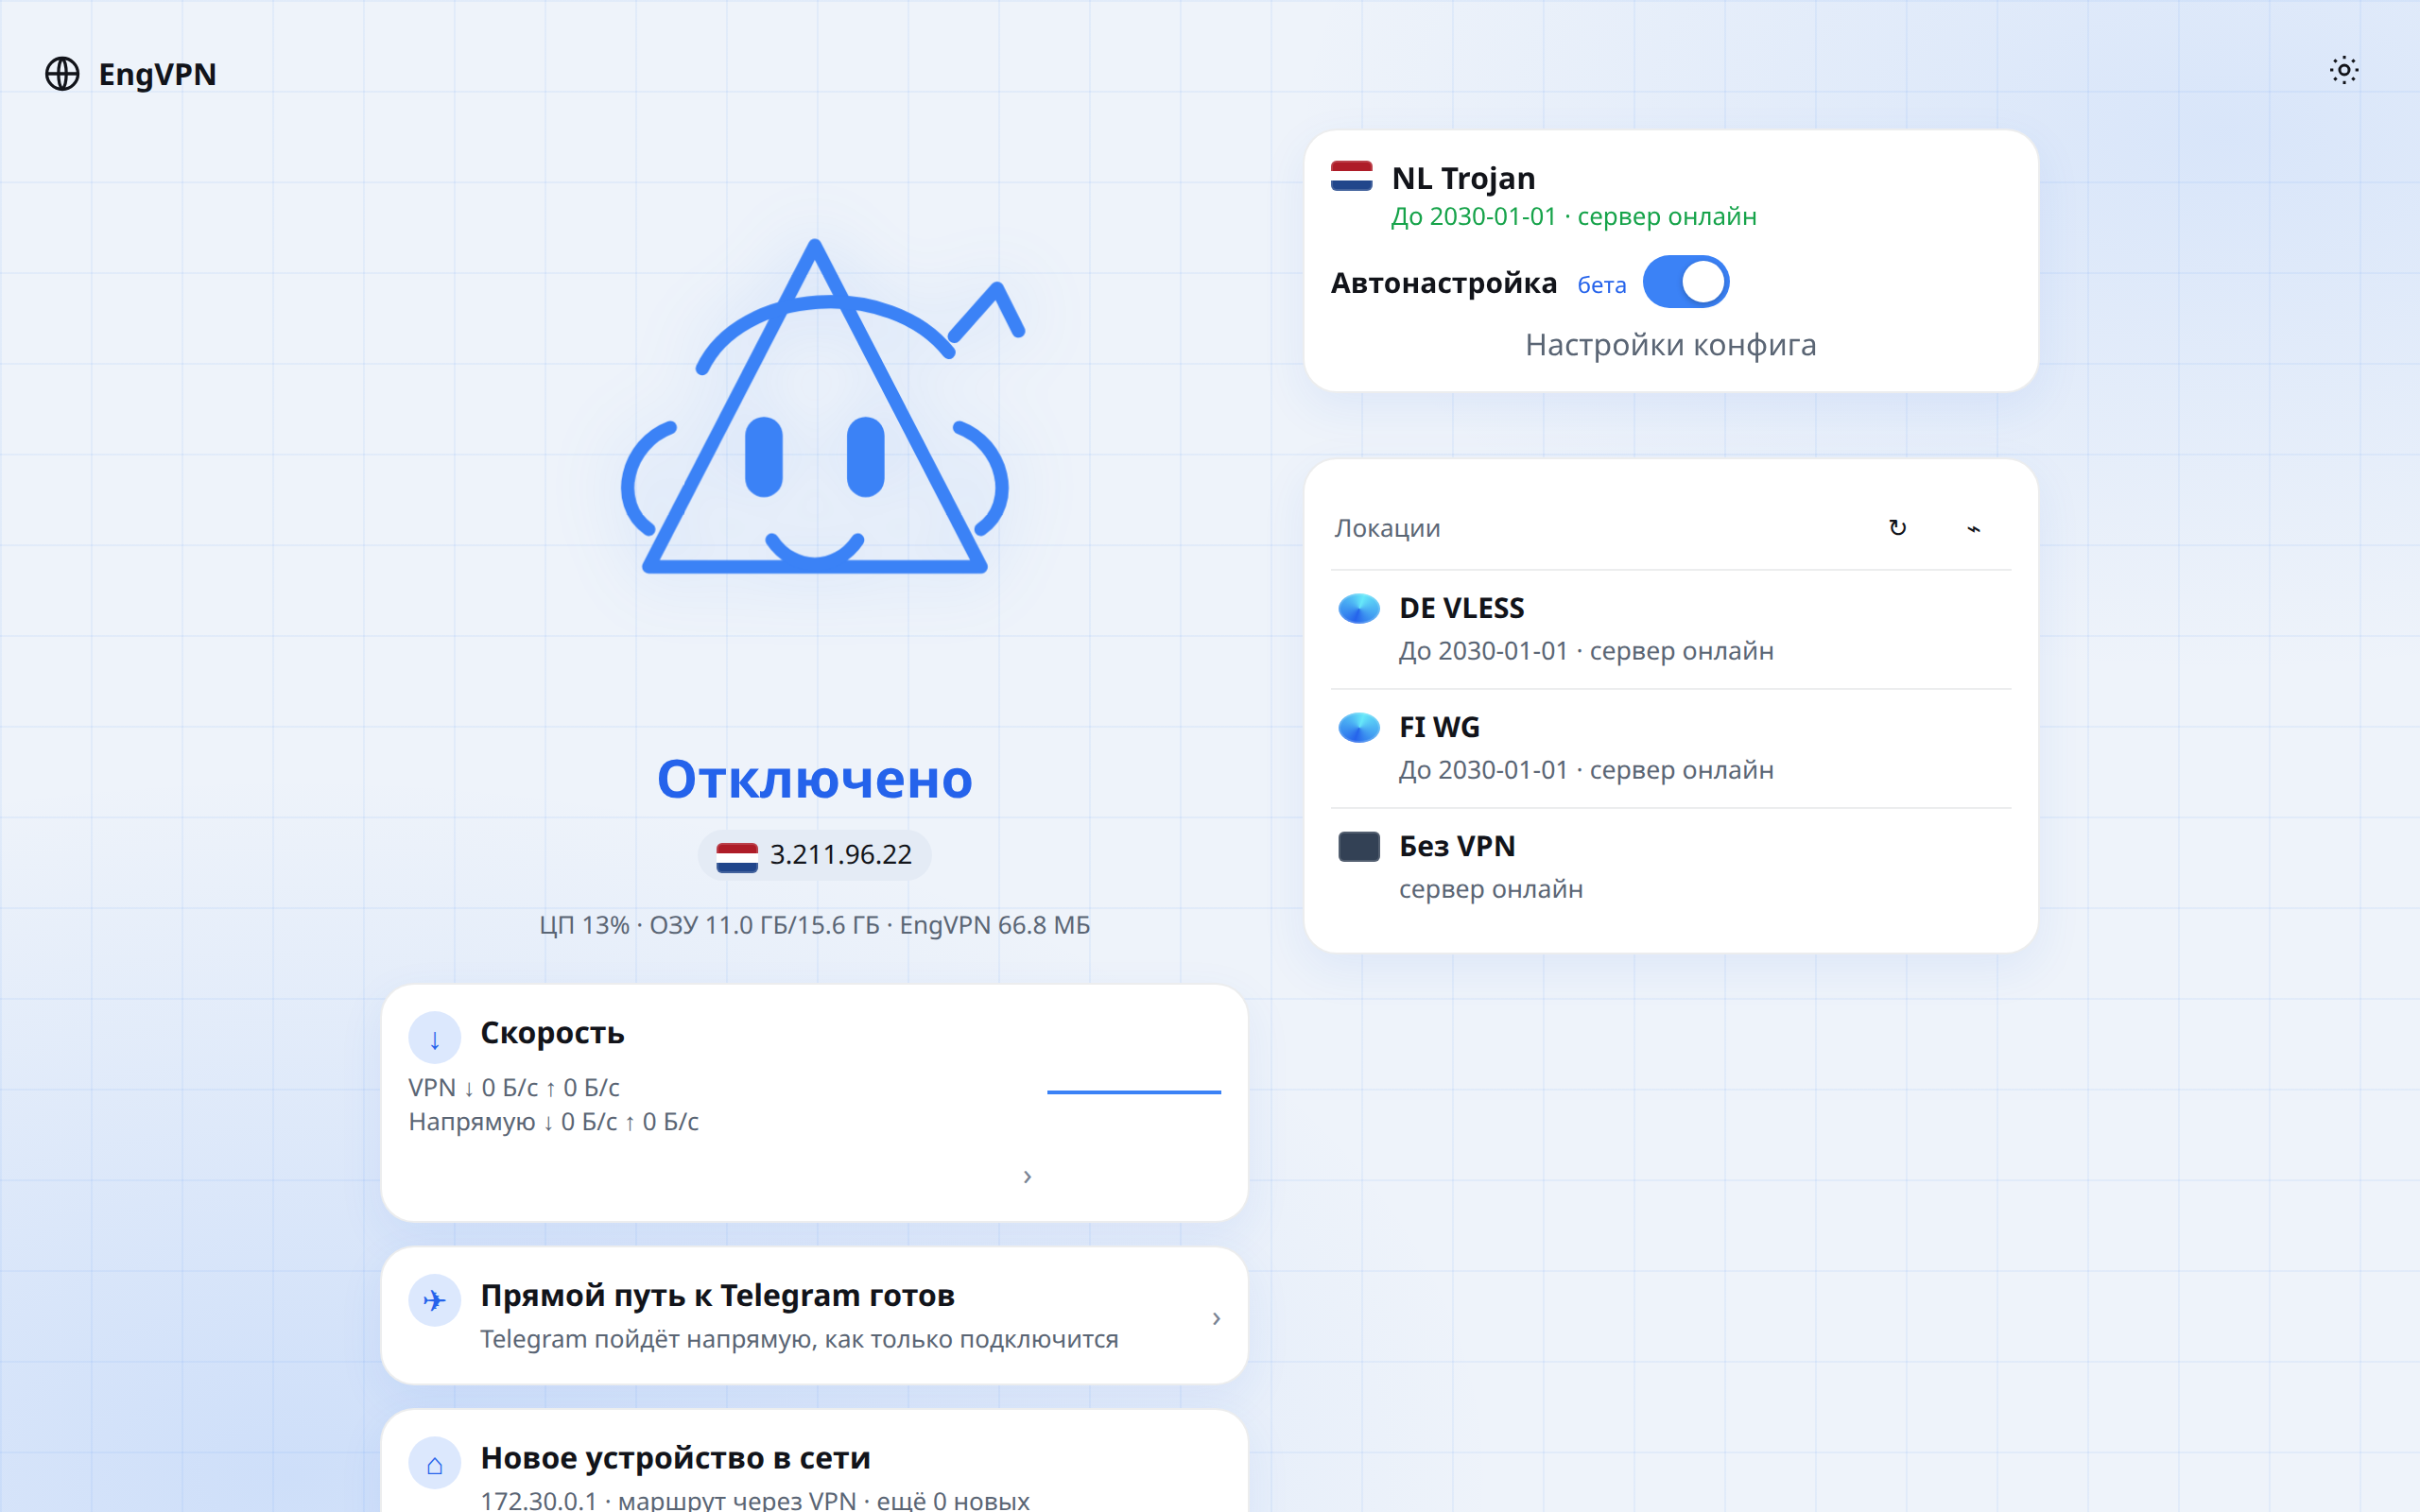 EngVPN
NL Trojan
До 2030-01-01 · сервер онлайн
Автонастройка бета
Настройки конфига
Локации
DE VLESS
До 2030-01-01 · сервер онлайн
FI WG
До 2030-01-01 · сервер онлайн
Без VPN
сервер онлайн
Отключено
3.211.96.22
ЦП 13% · ОЗУ 11.0 ГБ/15.6 ГБ · EngVPN 66.8 МБ
Скорость
VPN ↓ 0 Б/с ↑ 0 Б/с
Напрямую ↓ 0 Б/с ↑ 0 Б/с
Прямой путь к Telegram готов
Telegram пойдёт напрямую, как только подключится
Новое устройство в сети
172.30.0.1 · маршрут через VPN · ещё 0 новых